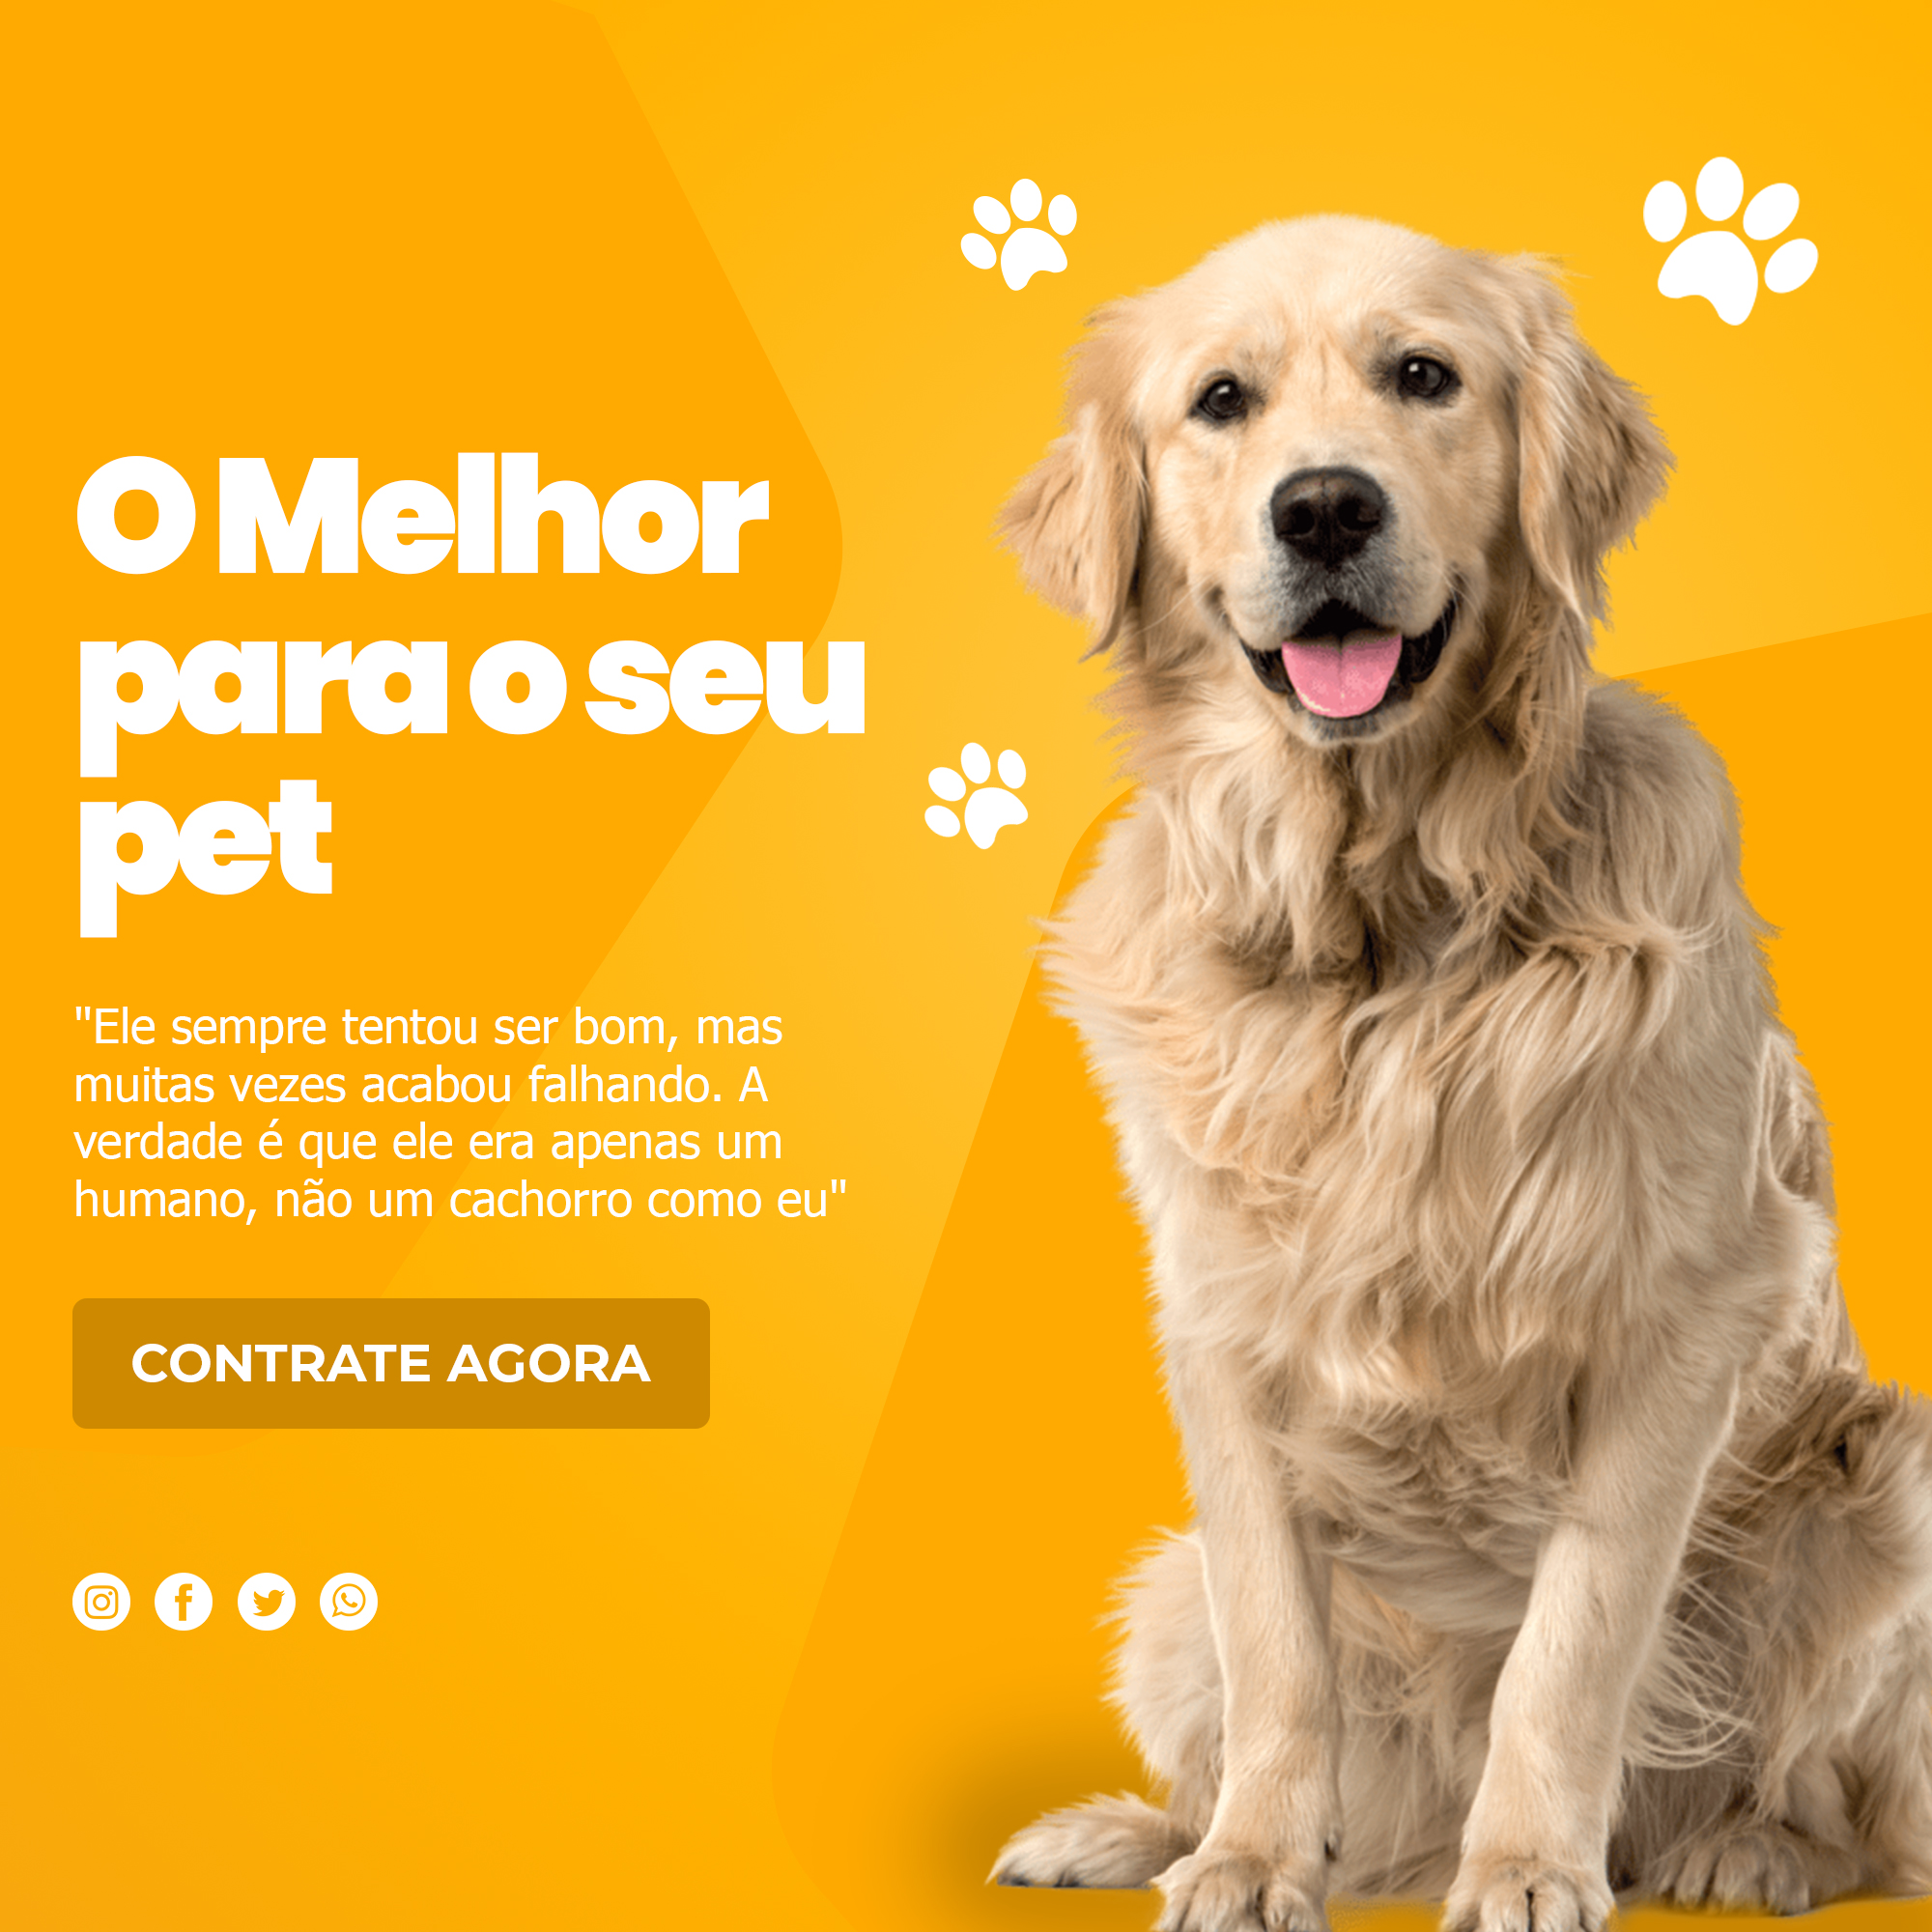 O Melhor
para o seu
pet
"Ele sempre tentou ser bom, mas
muitas vezes acabou falhando. A
verdade é que ele era apenas um
humano, não um cachorro como eu"
CONTRATE AGORA